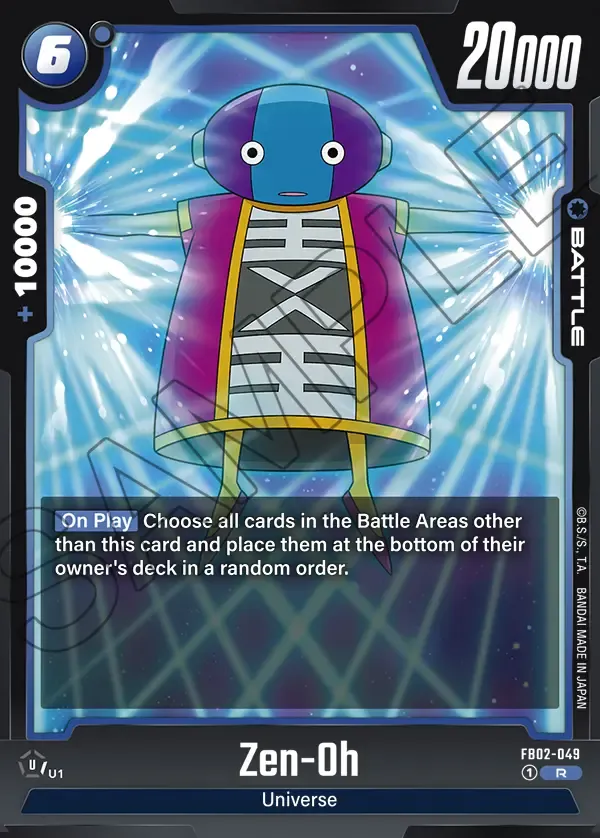 6
20000
+ 10000
BATTLE
SAMPLE
On Play Choose all cards in the Battle Areas other
than this card and place them at the bottom of their
owner's deck in a random order.
©B.S./S., T.A. BANDAI MADE IN JAPAN
Zen-Oh
FB02-049
U7/U1
1 R
Universe